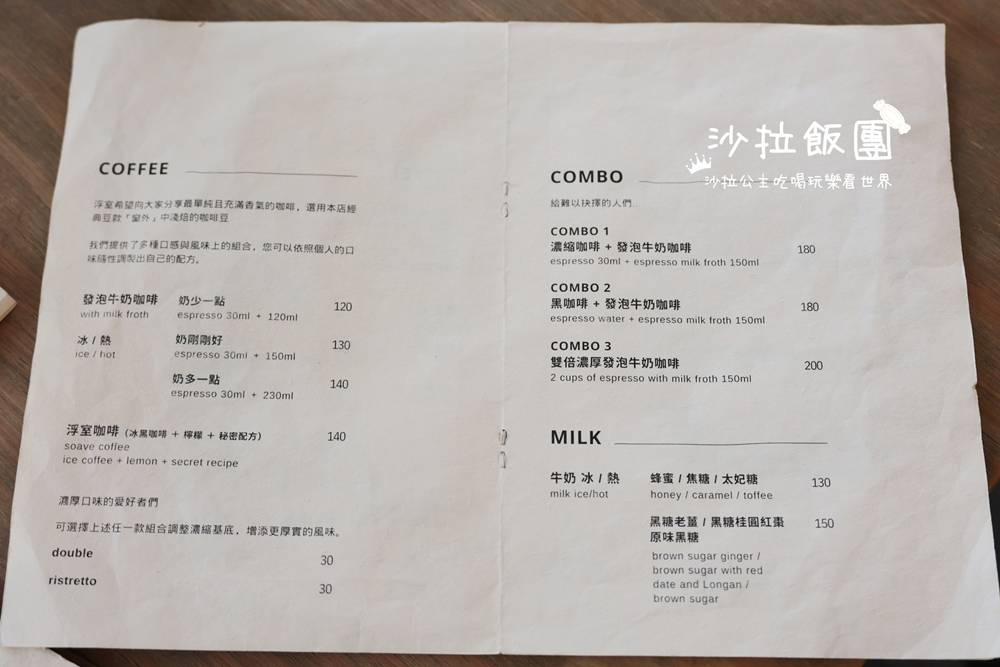 COFFEE
浮室希望向大家分享最單純且充滿香氣的咖啡，選用本店經
典豆款「窗外」中淺焙的咖啡豆
我們提供了多種口感與風味上的組合，您可以依照個人的口
味隨性調製出自己的配方。
發泡牛奶咖啡 奶少一點 120
with milk froth espresso 30ml + 120ml
冰 / 熱 奶剛剛好 130
ice / hot espresso 30ml + 150ml
奶多一點 140
espresso 30ml + 230ml
浮室咖啡 (冰黑咖啡 + 檸檬 + 秘密配方) 140
soave coffee
ice coffee + lemon + secret recipe
濃厚口味的愛好者們
可選擇上述任一款組合調整濃縮基底，增添更厚實的風味。
double 30
ristretto 30
沙拉飯團
沙拉公主吃喝玩樂看世界
COMBO
給難以抉擇的人們...
COMBO 1
濃縮咖啡 + 發泡牛奶咖啡 180
espresso 30ml + espresso milk froth 150ml
COMBO 2
黑咖啡 + 發泡牛奶咖啡 180
espresso water + espresso milk froth 150ml
COMBO 3
雙倍濃厚發泡牛奶咖啡 200
2 cups of espresso with milk froth 150ml
MILK
牛奶 冰 / 熱 蜂蜜 / 焦糖 / 太妃糖 130
milk ice/hot honey / caramel / toffee
黑糖老薑 / 黑糖桂圓紅棗 150
原味黑糖
brown sugar ginger /
brown sugar with red
date and Longan /
brown sugar